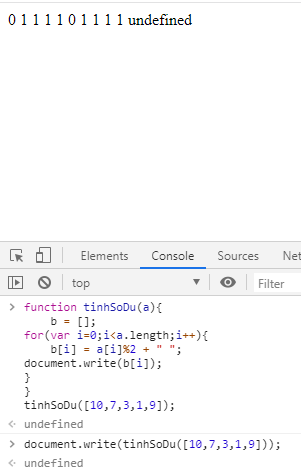 0 1 1 1 1 0 1 1 1 1 undefined
Elements Console Sources Net
top Filter
> function tinhSoDu(a){
b = [];
for(var i=0;i<a.length;i++){
b[i] = a[i]%2 + " ";
document.write(b[i]);
}
}
tinhSoDu([10,7,3,1,9]);
undefined
> document.write(tinhSoDu([10,7,3,1,9]));
undefined